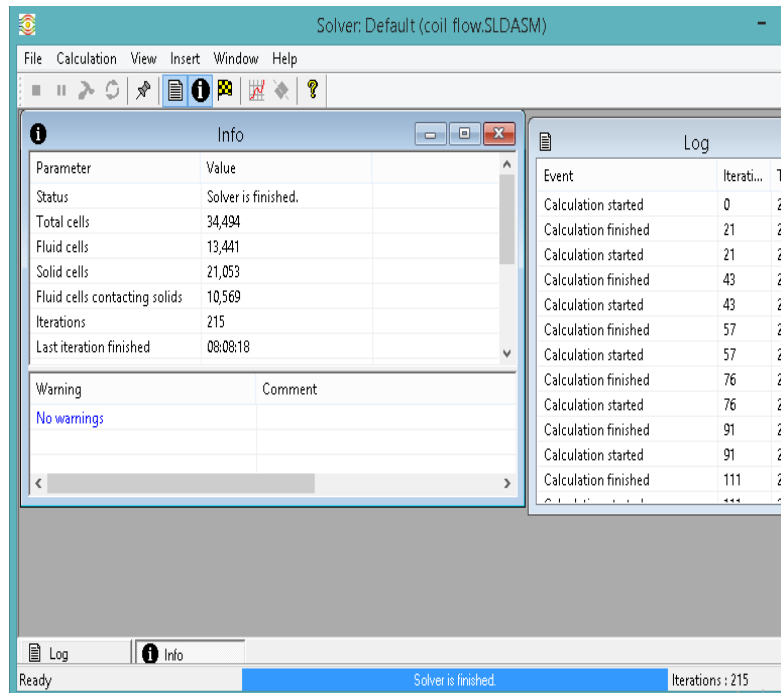 Solver: Default (coil flow.SLDASM)
File Calculation View Insert Window Help
Info
Parameter Value
Status Solver is finished.
Total cells 34,494
Fluid cells 13,441
Solid cells 21,053
Fluid cells contacting solids 10,569
Iterations 215
Last iteration finished 08:08:18
Warning Comment
No warnings
Log
Event Iterati...
Calculation started 0
Calculation finished 21
Calculation started 21
Calculation finished 43
Calculation started 43
Calculation finished 57
Calculation started 57
Calculation finished 76
Calculation started 76
Calculation finished 91
Calculation started 91
Calculation finished 111
Log Info
Ready Solver is finished. Iterations : 215